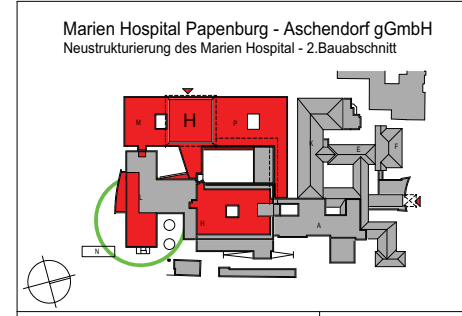 Marien Hospital Papenburg - Aschendorf gGmbH
Neustrukturierung des Marien Hospital - 2.Bauabschnitt
M H P
K E F
L
H A
N